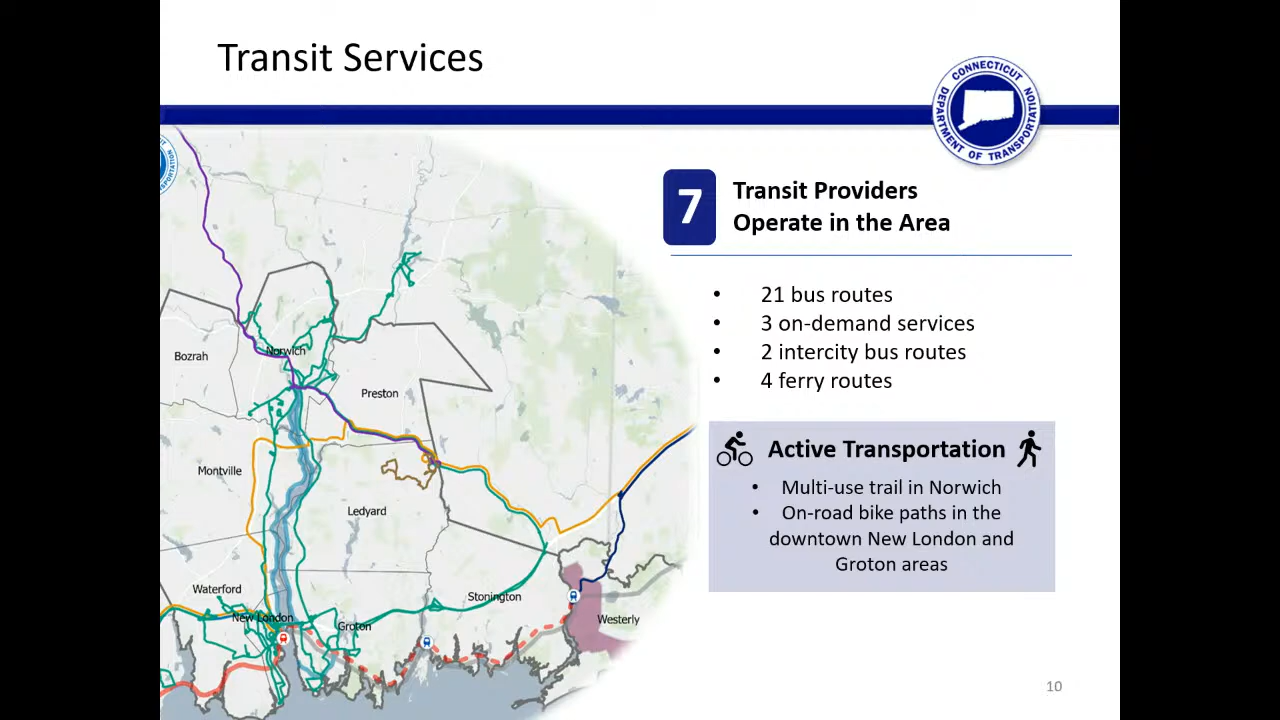 Transit Services
CONNECTICUT
DEPARTMENT OF TRANSPORTATION
7
Transit Providers
Operate in the Area
• 21 bus routes
• 3 on-demand services
• 2 intercity bus routes
• 4 ferry routes
Active Transportation
• Multi-use trail in Norwich
• On-road bike paths in the
downtown New London and
Groton areas
Bozrah
Norwich
Preston
Montville
Ledyard
Waterford
New London
Groton
Stonington
Westerly
10